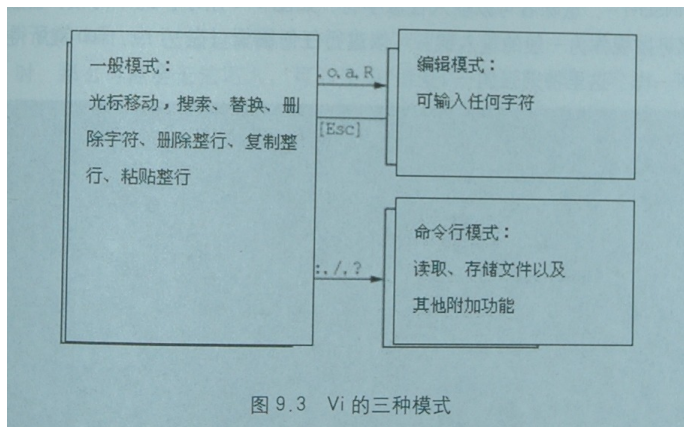 一般模式：
光标移动，搜索、替换、删
除字符、删除整行、复制整
行、粘贴整行
, o, a, R
[Esc]
编辑模式：
可输入任何字符
:, /, ?
命令行模式：
读取、存储文件以及
其他附加功能
图 9.3 Vi 的三种模式